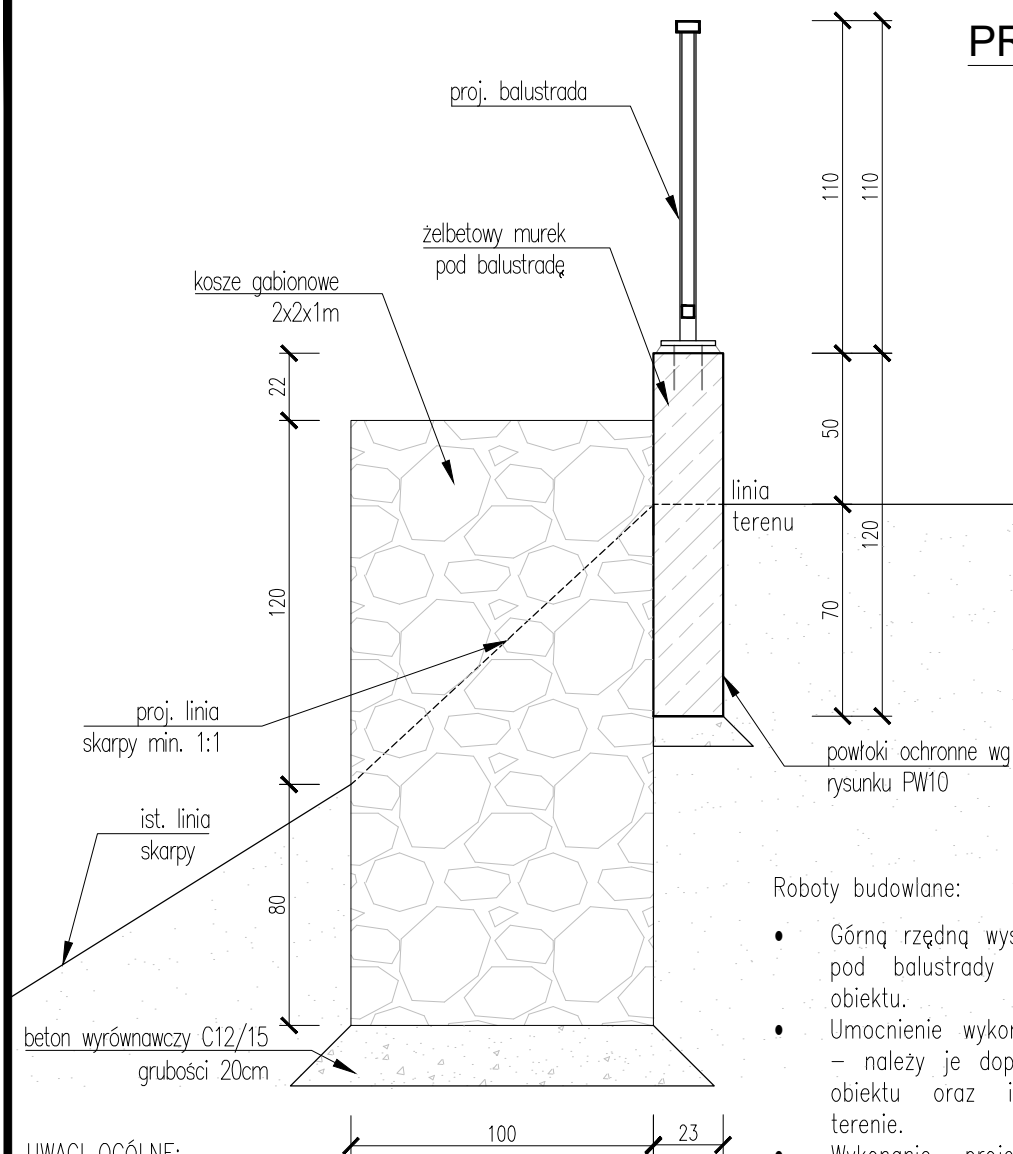 PR
proj. balustrada
110
110
żelbetowy murek
pod balustradę
kosze gabionowe
2x2x1m
22
50
linia
terenu
120
120
70
proj. linia
skarpy min. 1:1
powłoki ochronne wg
rysunku PW10
ist. linia
skarpy
80
Roboty budowlane:
• Górną rzędną wys
pod balustrady
obiektu.
• Umocnienie wykor
– należy je dop
obiektu oraz i
terenie.
• Wykonanie proje
beton wyrównawczy C12/15
grubości 20cm
100
23
UWAGI OGÓLNE: